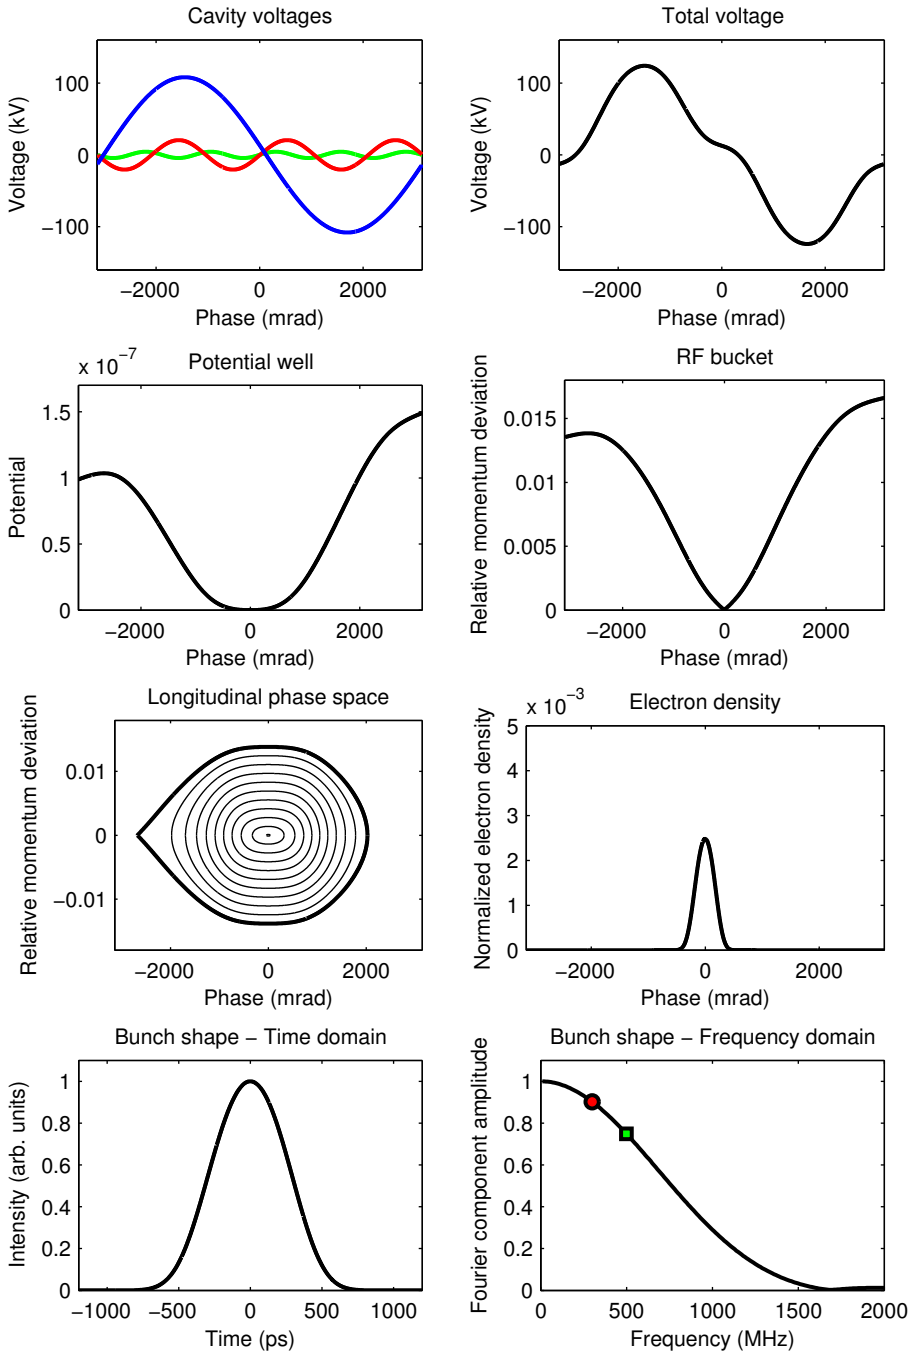 Cavity voltages
Voltage (kV)
100
0
−100
−2000 0 2000
Phase (mrad)
Total voltage
Voltage (kV)
100
0
−100
−2000 0 2000
Phase (mrad)
x 10−7
Potential well
Potential
1.5
1
0.5
0
−2000 0 2000
Phase (mrad)
RF bucket
Relative momentum deviation
0.015
0.01
0.005
0
−2000 0 2000
Phase (mrad)
Longitudinal phase space
Relative momentum deviation
0.01
0
−0.01
−2000 0 2000
Phase (mrad)
x 10−3
Electron density
Normalized electron density
5
4
3
2
1
0
−2000 0 2000
Phase (mrad)
Bunch shape − Time domain
Intensity (arb. units)
1
0.8
0.6
0.4
0.2
0
−1000 −500 0 500 1000
Time (ps)
Bunch shape − Frequency domain
Fourier component amplitude
1
0.8
0.6
0.4
0.2
0
0 500 1000 1500 2000
Frequency (MHz)